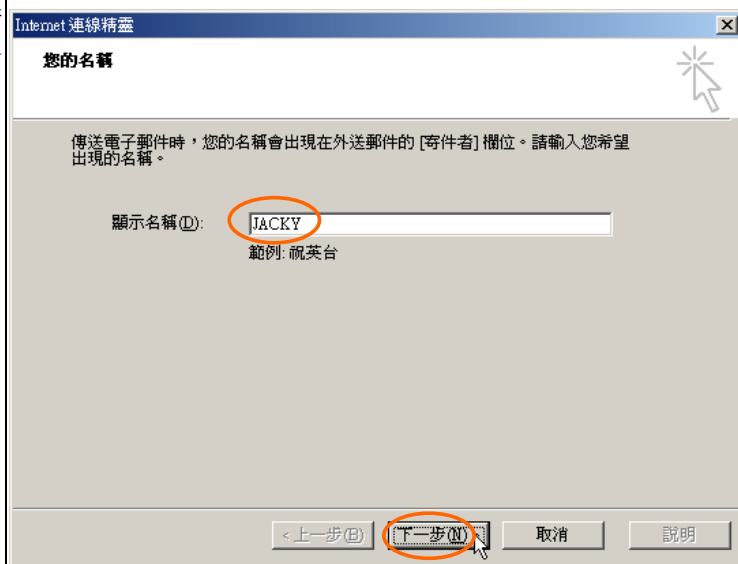 Internet 連線精靈
您的名稱
傳送電子郵件時，您的名稱會出現在外送郵件的 [寄件者] 欄位。請輸入您希望
出現的名稱。
顯示名稱(D):
JACKY
範例: 祝英台
< 上一步(B)
下一步(N) >
取消
說明